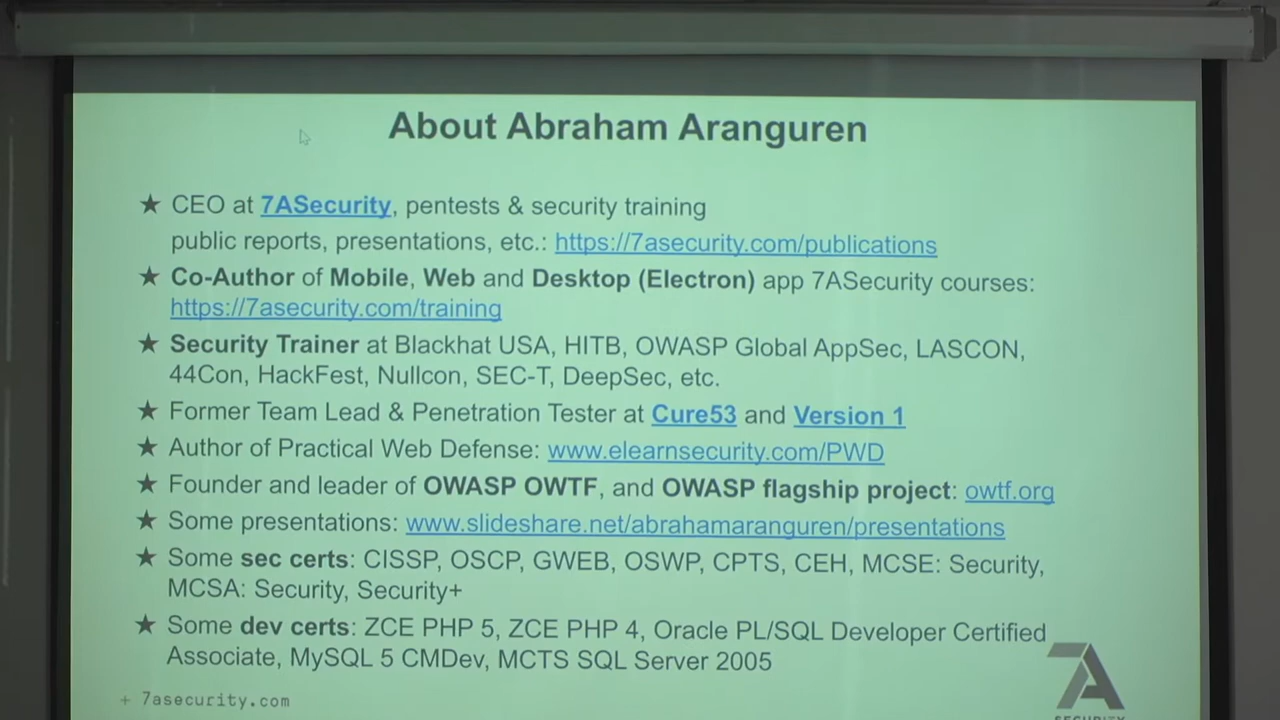 About Abraham Aranguren
★ CEO at 7ASecurity, pentests & security training
public reports, presentations, etc.: https://7asecurity.com/publications
★ Co-Author of Mobile, Web and Desktop (Electron) app 7ASecurity courses:
https://7asecurity.com/training
★ Security Trainer at Blackhat USA, HITB, OWASP Global AppSec, LASCON,
44Con, HackFest, Nullcon, SEC-T, DeepSec, etc.
★ Former Team Lead & Penetration Tester at Cure53 and Version 1
★ Author of Practical Web Defense: www.elearnsecurity.com/PWD
★ Founder and leader of OWASP OWTF, and OWASP flagship project: owtf.org
★ Some presentations: www.slideshare.net/abrahamaranguren/presentations
★ Some sec certs: CISSP, OSCP, GWEB, OSWP, CPTS, CEH, MCSE: Security,
MCSA: Security, Security+
★ Some dev certs: ZCE PHP 5, ZCE PHP 4, Oracle PL/SQL Developer Certified
Associate, MySQL 5 CMDev, MCTS SQL Server 2005
+ 7asecurity.com
7A
SECURITY